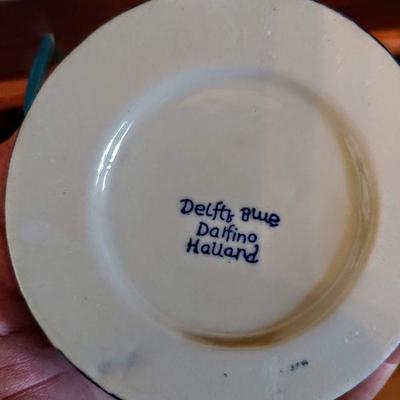 Delfts Blue
Dalfino
Holland